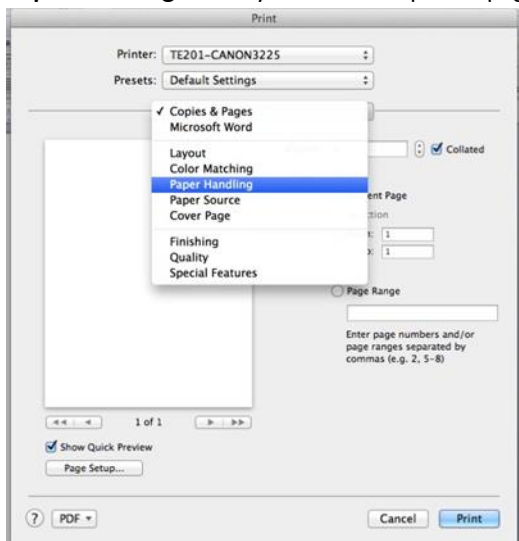 Print
Printer: TE201-CANON3225
Presets: Default Settings
✓ Copies & Pages
Microsoft Word
Layout
Color Matching
Paper Handling
Paper Source
Cover Page
Finishing
Quality
Special Features
Collated
ent Page
1
1
Page Range
Enter page numbers and/or
page ranges separated by
commas (e.g. 2, 5-8)
1 of 1
Show Quick Preview
Page Setup...
? PDF
Cancel
Print